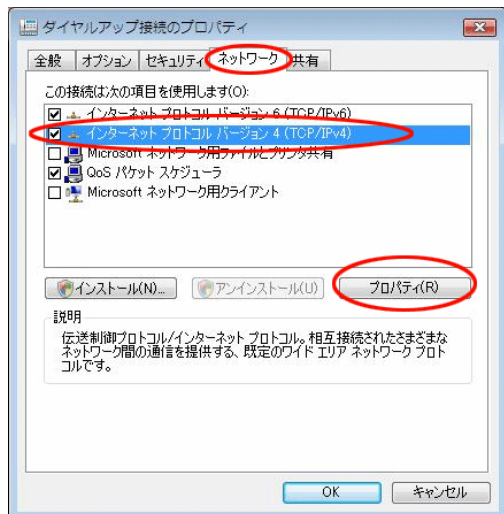 ダイヤルアップ接続のプロパティ
全般 オプション セキュリティ ネットワーク 共有
この接続は次の項目を使用します(O):
インターネット プロトコル バージョン 6 (TCP/IPv6)
インターネット プロトコル バージョン 4 (TCP/IPv4)
Microsoft ネットワーク用ファイルとプリンタ共有
QoS パケット スケジューラ
Microsoft ネットワーク用クライアント
インストール(N)... アンインストール(U) プロパティ(R)
説明
伝送制御プロトコル/インターネット プロトコル。相互接続されたさまざまな
ネットワーク間の通信を提供する、既定のワイド エリア ネットワーク プロト
コルです。
OK キャンセル